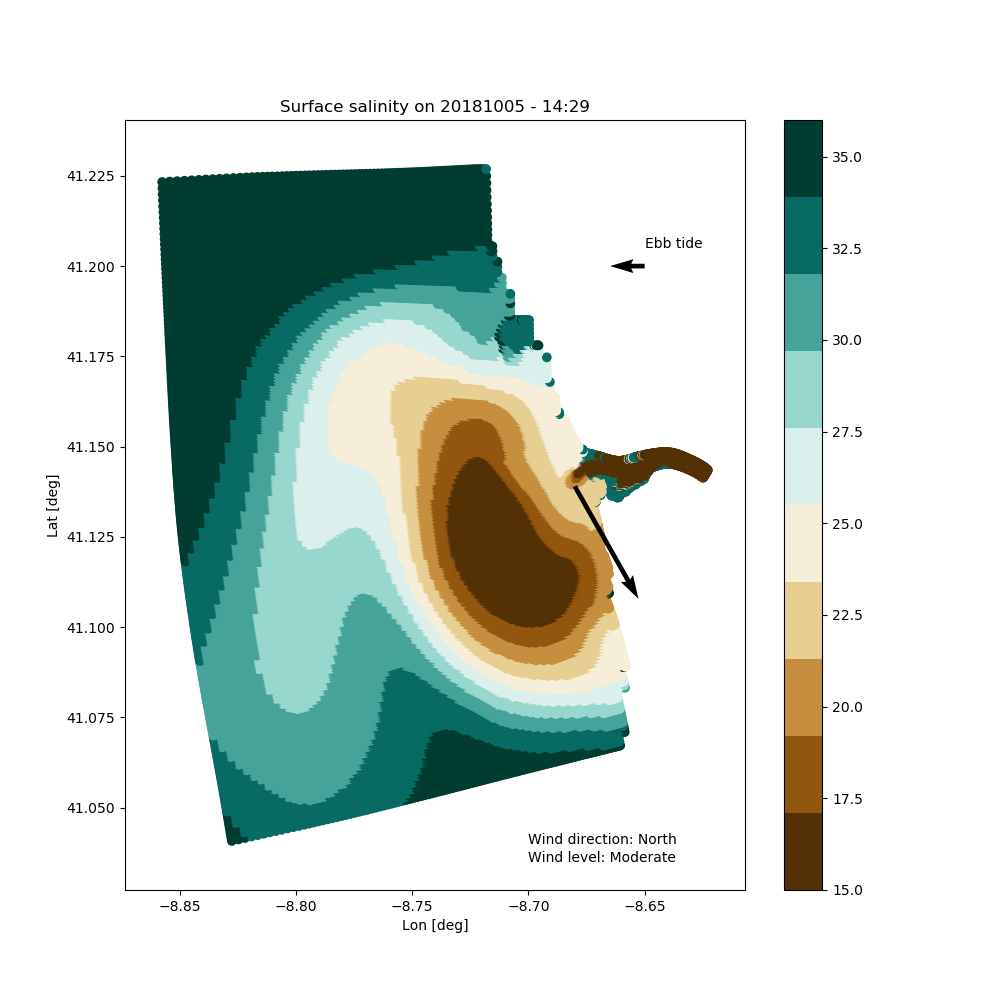 Surface salinity on 20181005 - 14:29
41.225
41.200
41.175
41.150
41.125
41.100
41.075
41.050
Lat [deg]
Ebb tide
Wind direction: North
Wind level: Moderate
−8.85 −8.80 −8.75 −8.70 −8.65
Lon [deg]
35.0
32.5
30.0
27.5
25.0
22.5
20.0
17.5
15.0